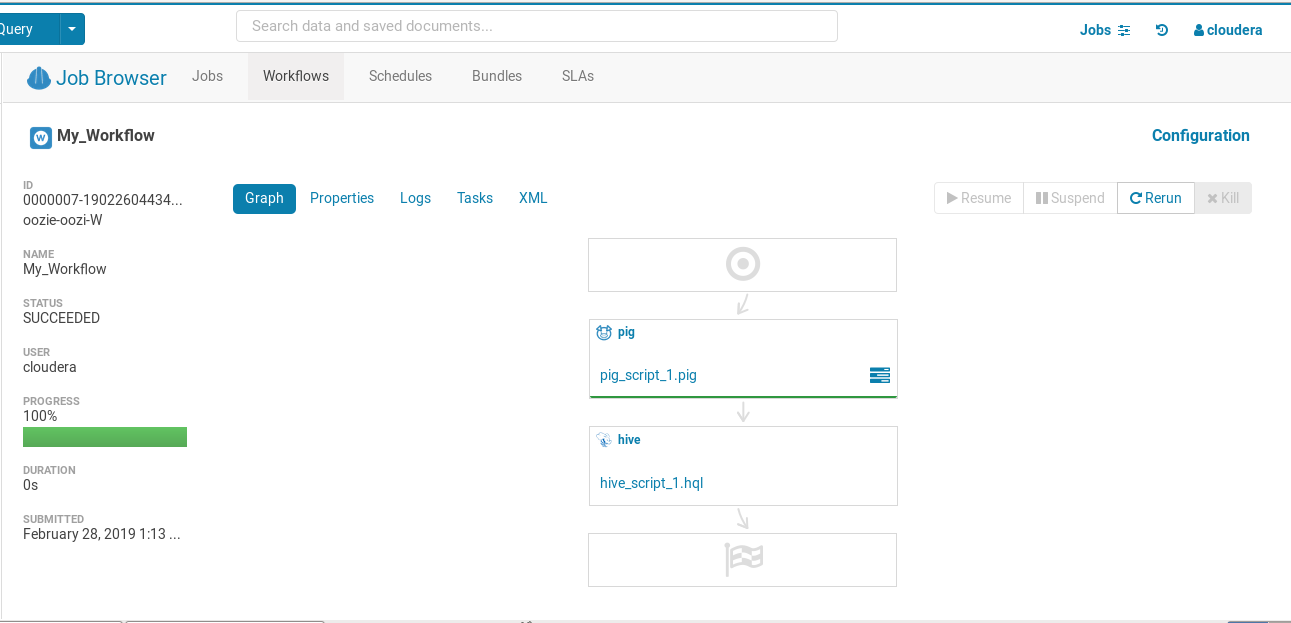 Query
Search data and saved documents...
Jobs
cloudera
Job Browser
Jobs
Workflows
Schedules
Bundles
SLAs
W
My_Workflow
Configuration
ID
0000007-19022604434...
oozie-oozi-W
NAME
My_Workflow
STATUS
SUCCEEDED
USER
cloudera
PROGRESS
100%
DURATION
0s
SUBMITTED
February 28, 2019 1:13 ...
Graph
Properties
Logs
Tasks
XML
Resume
Suspend
Rerun
Kill
pig
pig_script_1.pig
hive
hive_script_1.hql